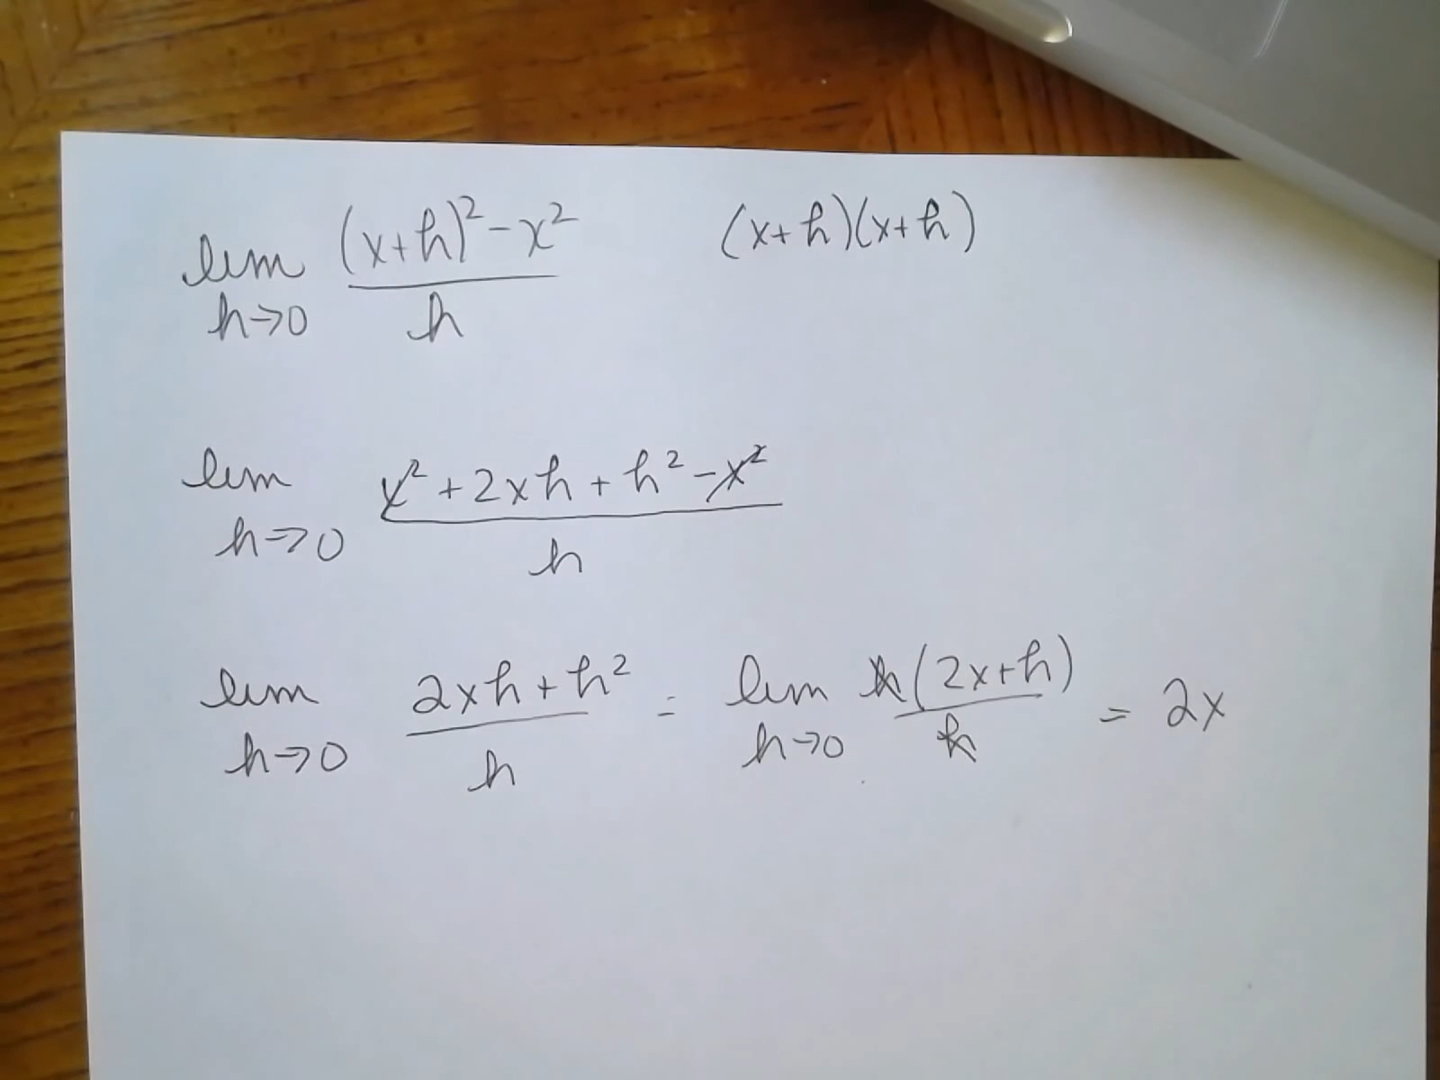 lim h→0 ((x+h)² - x²)/h (x+h)(x+h)
lim h→0 (x² + 2xh + h² - x²)/h
lim h→0 (2xh + h²)/h = lim h→0 h(2x+h)/h = 2x